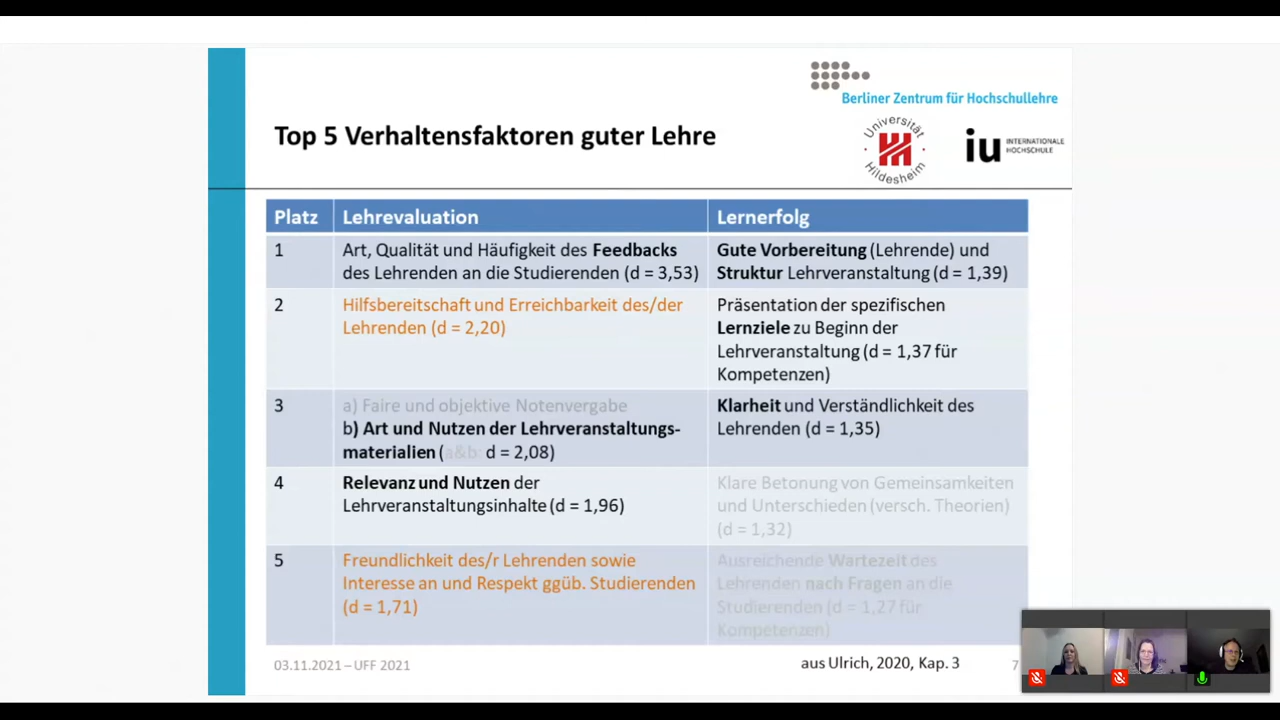 Berliner Zentrum für Hochschullehre
Top 5 Verhaltensfaktoren guter Lehre
Universität
Hildesheim
iu INTERNATIONALE
HOCHSCHULE
Platz Lehrevaluation Lernerfolg
1 Art, Qualität und Häufigkeit des Feedbacks
des Lehrenden an die Studierenden (d = 3,53)
Gute Vorbereitung (Lehrende) und
Struktur Lehrveranstaltung (d = 1,39)
2 Hilfsbereitschaft und Erreichbarkeit des/der
Lehrenden (d = 2,20)
Präsentation der spezifischen
Lernziele zu Beginn der
Lehrveranstaltung (d = 1,37 für
Kompetenzen)
3 a) Faire und objektive Notenvergabe
b) Art und Nutzen der Lehrveranstaltungs-
materialien (a&b: d = 2,08)
Klarheit und Verständlichkeit des
Lehrenden (d = 1,35)
4 Relevanz und Nutzen der
Lehrveranstaltungsinhalte (d = 1,96)
Klare Betonung von Gemeinsamkeiten
und Unterschieden (versch. Theorien)
(d = 1,32)
5 Freundlichkeit des/r Lehrenden sowie
Interesse an und Respekt ggüb. Studierenden
(d = 1,71)
Ausreichende Wartezeit des
Lehrenden nach Fragen an die
Studierenden (d = 1,27 für
Kompetenzen)
03.11.2021 – UFF 2021
aus Ulrich, 2020, Kap. 3
7